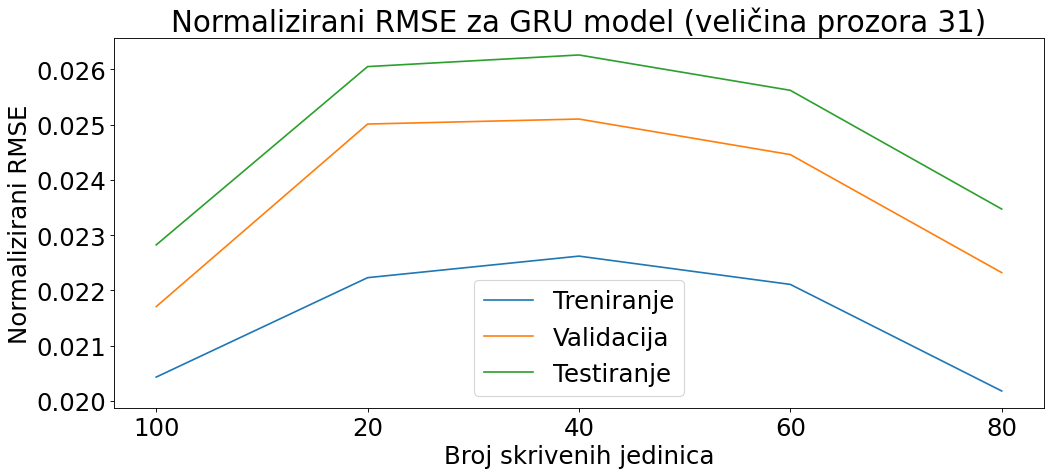 Normalizirani RMSE za GRU model (veličina prozora 31)
Normalizirani RMSE
0.026
0.025
0.024
0.023
0.022
0.021
0.020
Treniranje
Validacija
Testiranje
100 20 40 60 80
Broj skrivenih jedinica